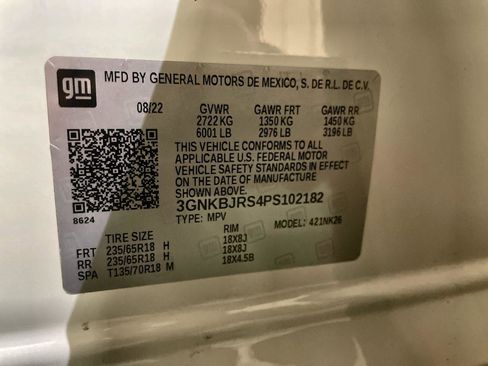 gm
MFD BY GENERAL MOTORS DE MEXICO, S. DE R.L. DE C.V.
08/22 GVWR GAWR FRT GAWR RR
2722 KG 1350 KG 1450 KG
6001 LB 2976 LB 3196 LB
THIS VEHICLE CONFORMS TO ALL
APPLICABLE U.S. FEDERAL MOTOR
VEHICLE SAFETY STANDARDS IN EFFECT
ON THE DATE OF MANUFACTURE
SHOWN ABOVE.
3GNKBJRS4PS102182
8624
TYPE: MPV MODEL: 421NK26
TIRE SIZE RIM
FRT 235/65R18 H 18X8J
RR 235/65R18 H 18X8J
SPA T135/70R18 M 18X4.5B